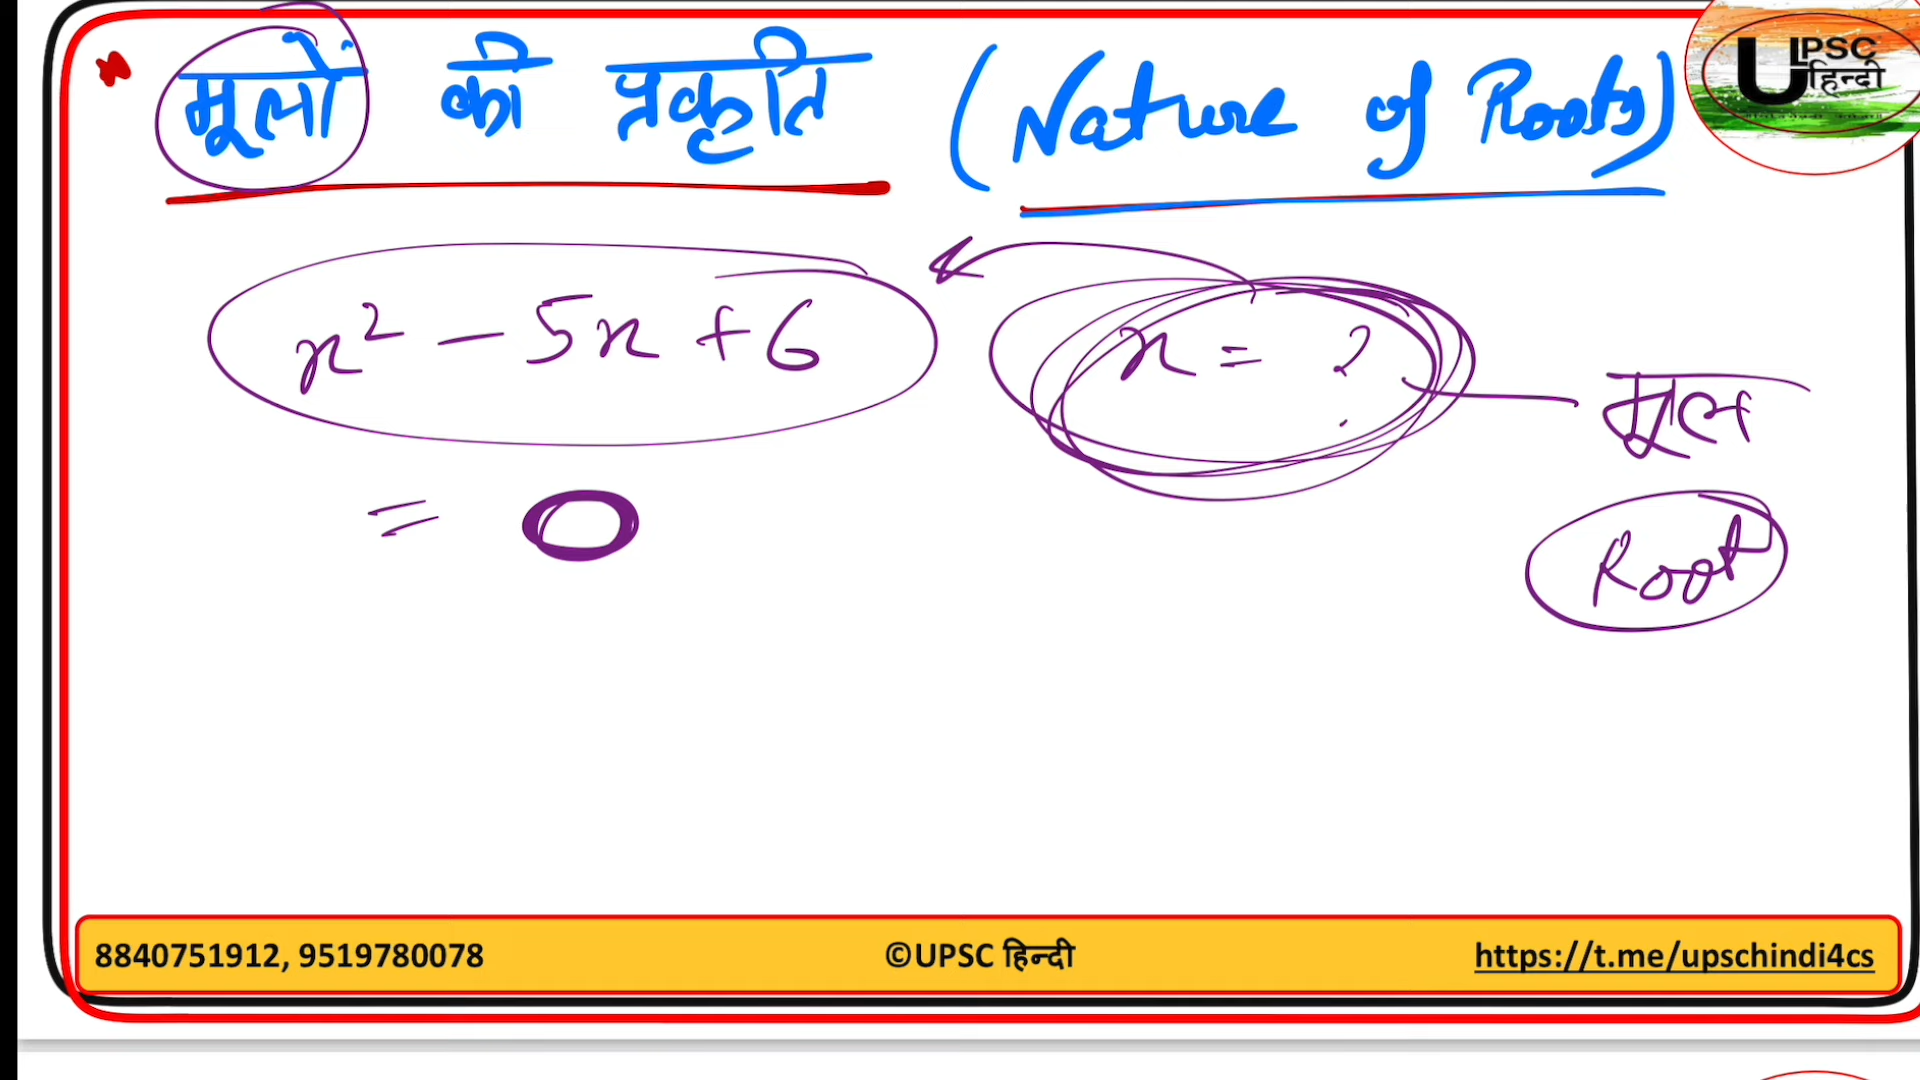 मूलों की प्रकृति (Nature of Roots)
UPSC
हिन्दी
x² - 5x + 6
x = ?
मूल
= 0
Root
8840751912, 9519780078
©UPSC हिन्दी
https://t.me/upschindi4cs